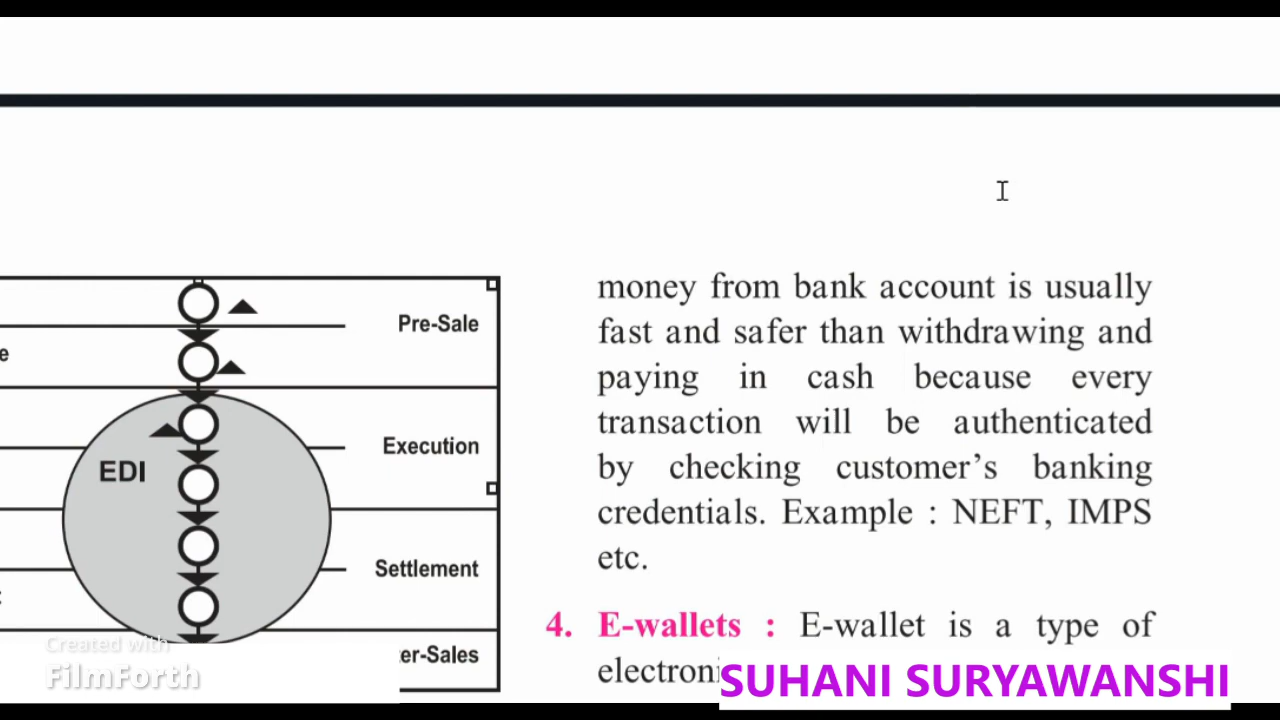 Pre-Sale
e
Execution
EDI
Settlement
er-Sales
money from bank account is usually
fast and safer than withdrawing and
paying in cash because every
transaction will be authenticated
by checking customer's banking
credentials. Example : NEFT, IMPS
etc.
4. E-wallets : E-wallet is a type of
electroni
SUHANI SURYAWANSHI
Created with
FilmForth